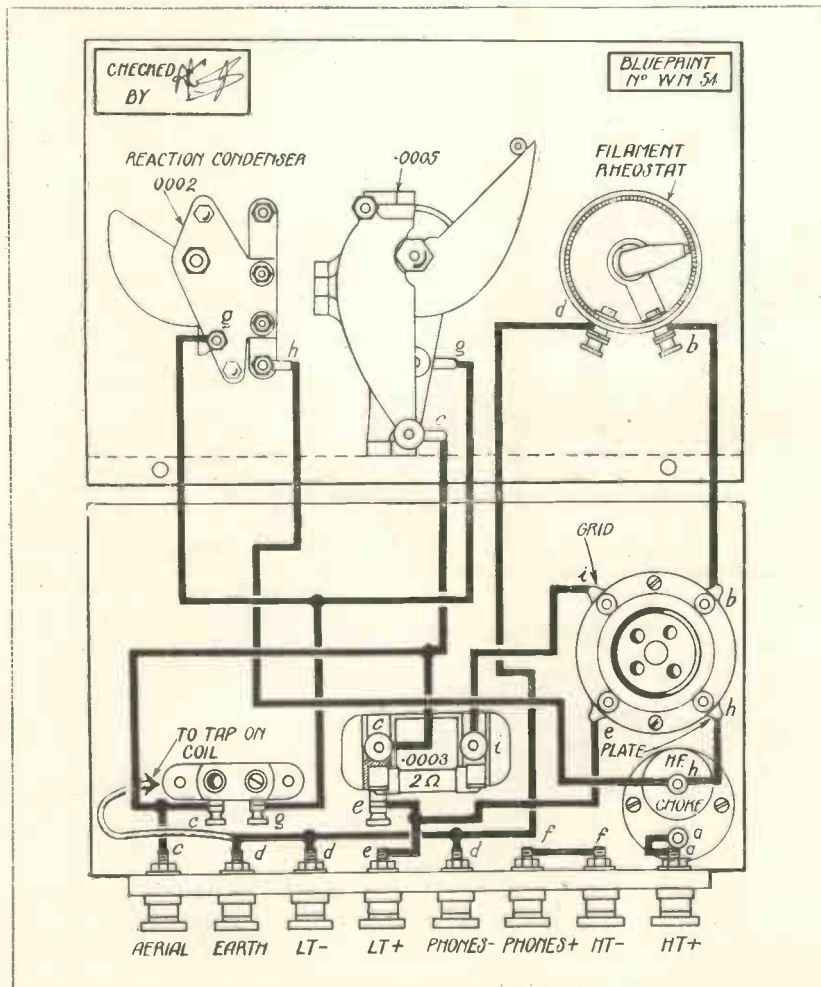 CHECKED
BY
BLUEPRINT
Nº WM 54
REACTION CONDENSER
0002
.0005
FILAMENT
RHEOSTAT
d
b
g
h
g
c
GRID
i
b
TO TAP ON
COIL
c
i
.0003
2Ω
e
h
PLATE
H.F.
h
CHOKE
e
c
g
a
a
c
d
d
e
d
f
f
AERIAL
EARTH
LT-
LT+
PHONES-
PHONES+
HT-
HT+